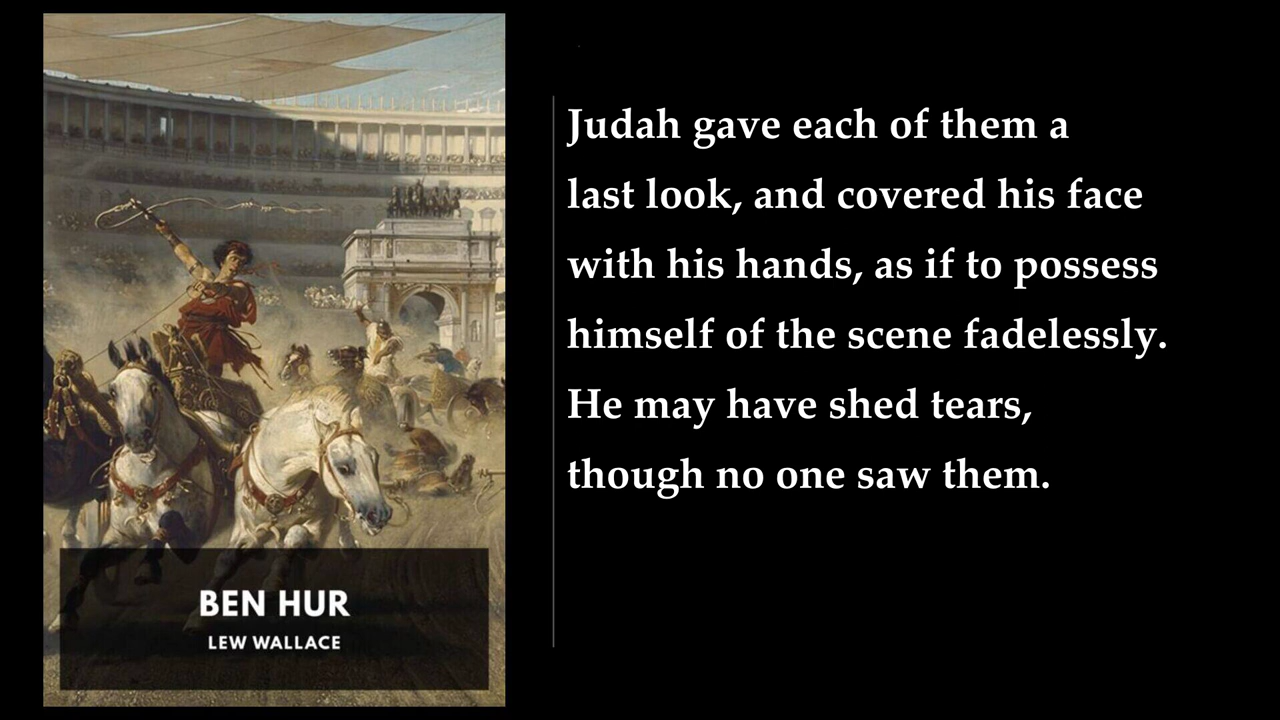 BEN HUR
LEW WALLACE
Judah gave each of them a
last look, and covered his face
with his hands, as if to possess
himself of the scene fadelessly.
He may have shed tears,
though no one saw them.